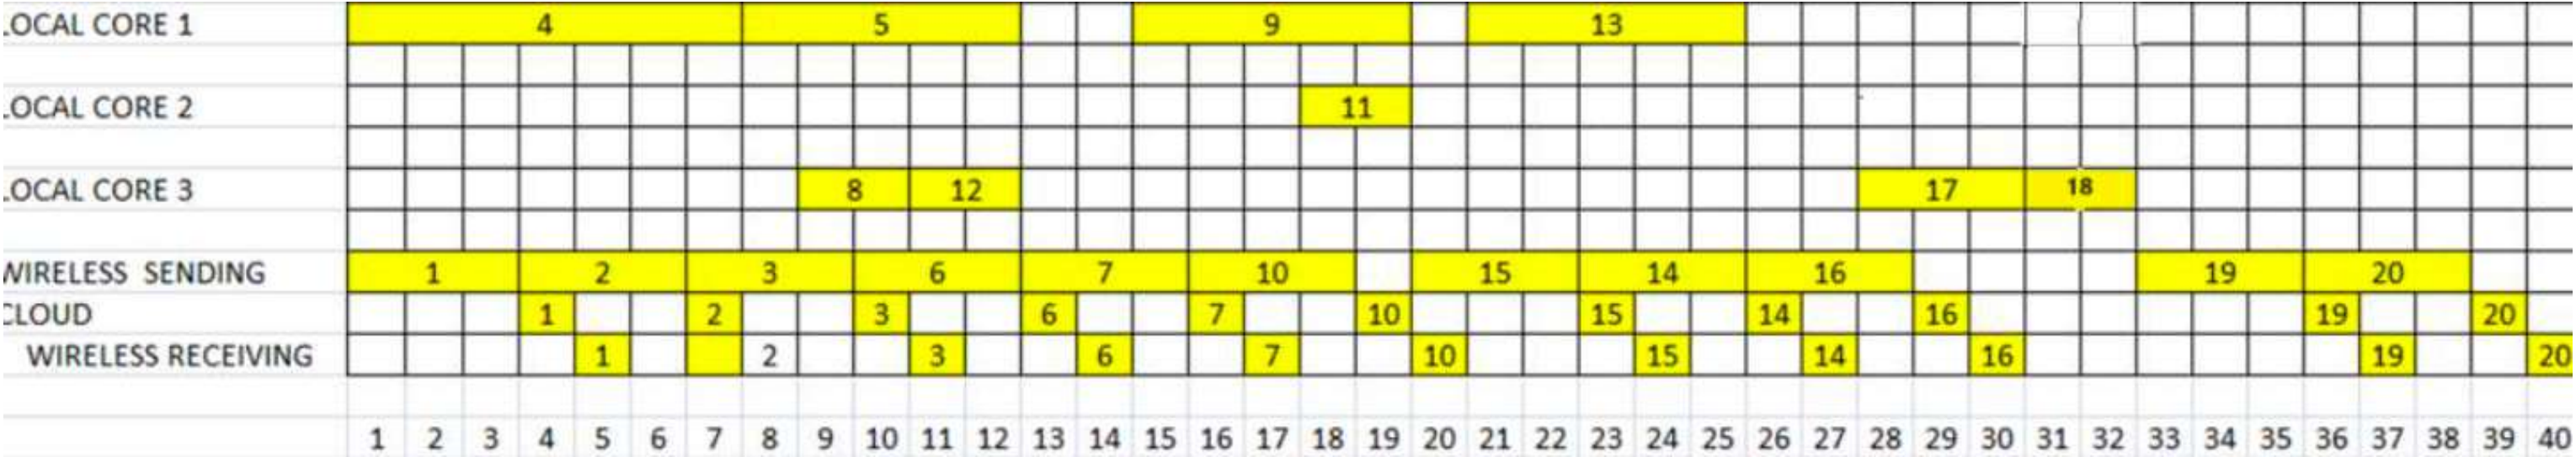 LOCAL CORE 1 4 5 9 13
LOCAL CORE 2 11
LOCAL CORE 3 8 12 17 18
WIRELESS SENDING 1 2 3 6 7 10 15 14 16 19 20
CLOUD 1 2 3 6 7 10 15 14 16 19 20
WIRELESS RECEIVING 1 2 3 6 7 10 15 14 16 19 20
1 2 3 4 5 6 7 8 9 10 11 12 13 14 15 16 17 18 19 20 21 22 23 24 25 26 27 28 29 30 31 32 33 34 35 36 37 38 39 40